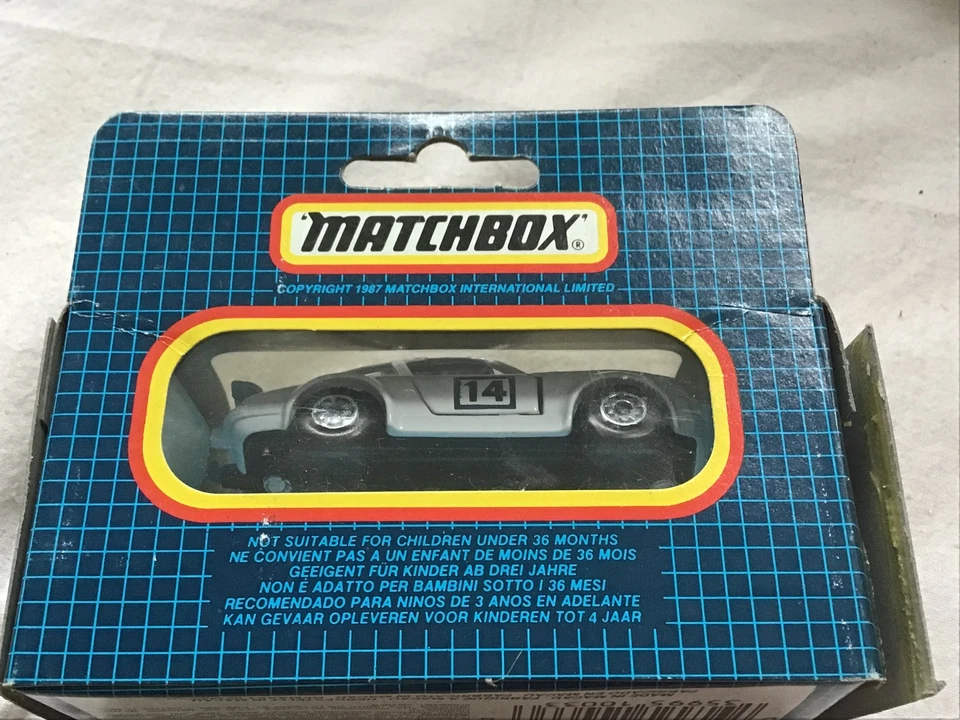 'MATCHBOX'®
COPYRIGHT 1987 MATCHBOX INTERNATIONAL LIMITED
14
NOT SUITABLE FOR CHILDREN UNDER 36 MONTHS
NE CONVIENT PAS A UN ENFANT DE MOINS DE 36 MOIS
GEEIGENT FÜR KINDER AB DREI JAHRE
NON É ADATTO PER BAMBINI SOTTO I 36 MESI
RECOMENDADO PARA NINOS DE 3 ANOS EN ADELANTE
KAN GEVAAR OPLEVEREN VOOR KINDEREN TOT 4 JAAR